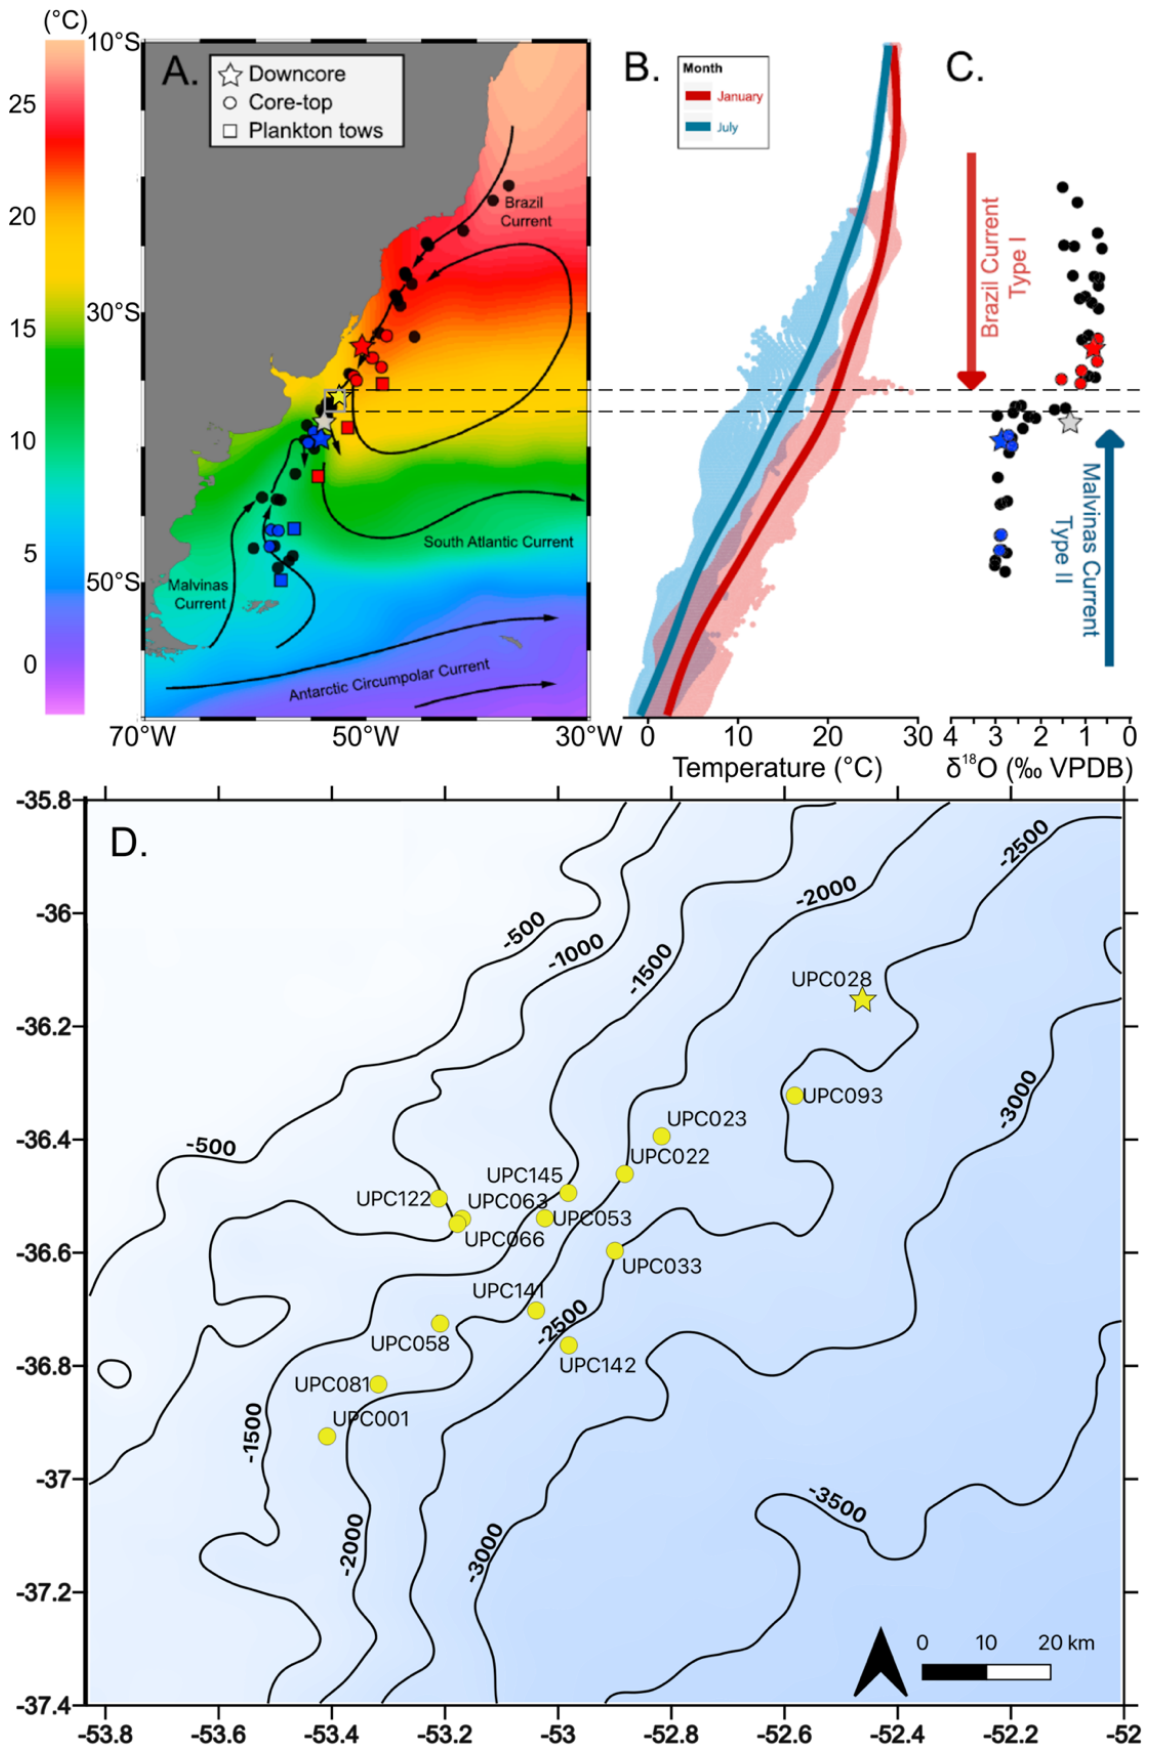 (°C)
25
20
15
10
5
0
10°S
30°S
50°S
70°W
50°W
30°W
A.
Downcore
Core-top
Plankton tows
Brazil
Current
South Atlantic Current
Malvinas
Current
Antarctic Circumpolar Current
B.
Month
January
July
0
10
20
30
Temperature (°C)
C.
Brazil Current
Type I
Malvinas Current
Type II
4
3
2
1
0
δ¹⁸O (‰ VPDB)
D.
-35.8
-36
-36.2
-36.4
-36.6
-36.8
-37
-37.2
-37.4
-53.8
-53.6
-53.4
-53.2
-53
-52.8
-52.6
-52.4
-52.2
-52
-500
-1000
-1500
-2000
-2500
-3000
-500
-2500
-1500
-2000
-3000
-3500
UPC028
UPC093
UPC023
UPC022
UPC145
UPC122
UPC063
UPC053
UPC066
UPC033
UPC141
UPC058
UPC142
UPC081
UPC001
0
10
20 km